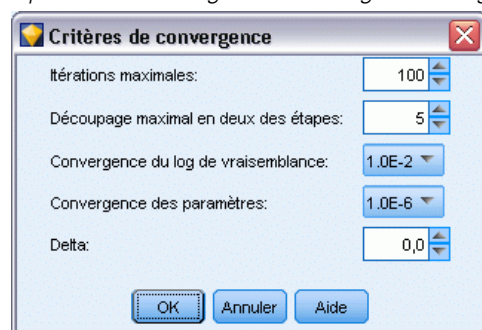 Critères de convergence
Itérations maximales: 100
Découpage maximal en deux des étapes: 5
Convergence du log de vraisemblance: 1.0E-2
Convergence des paramètres: 1.0E-6
Delta: 0,0
OK Annuler Aide